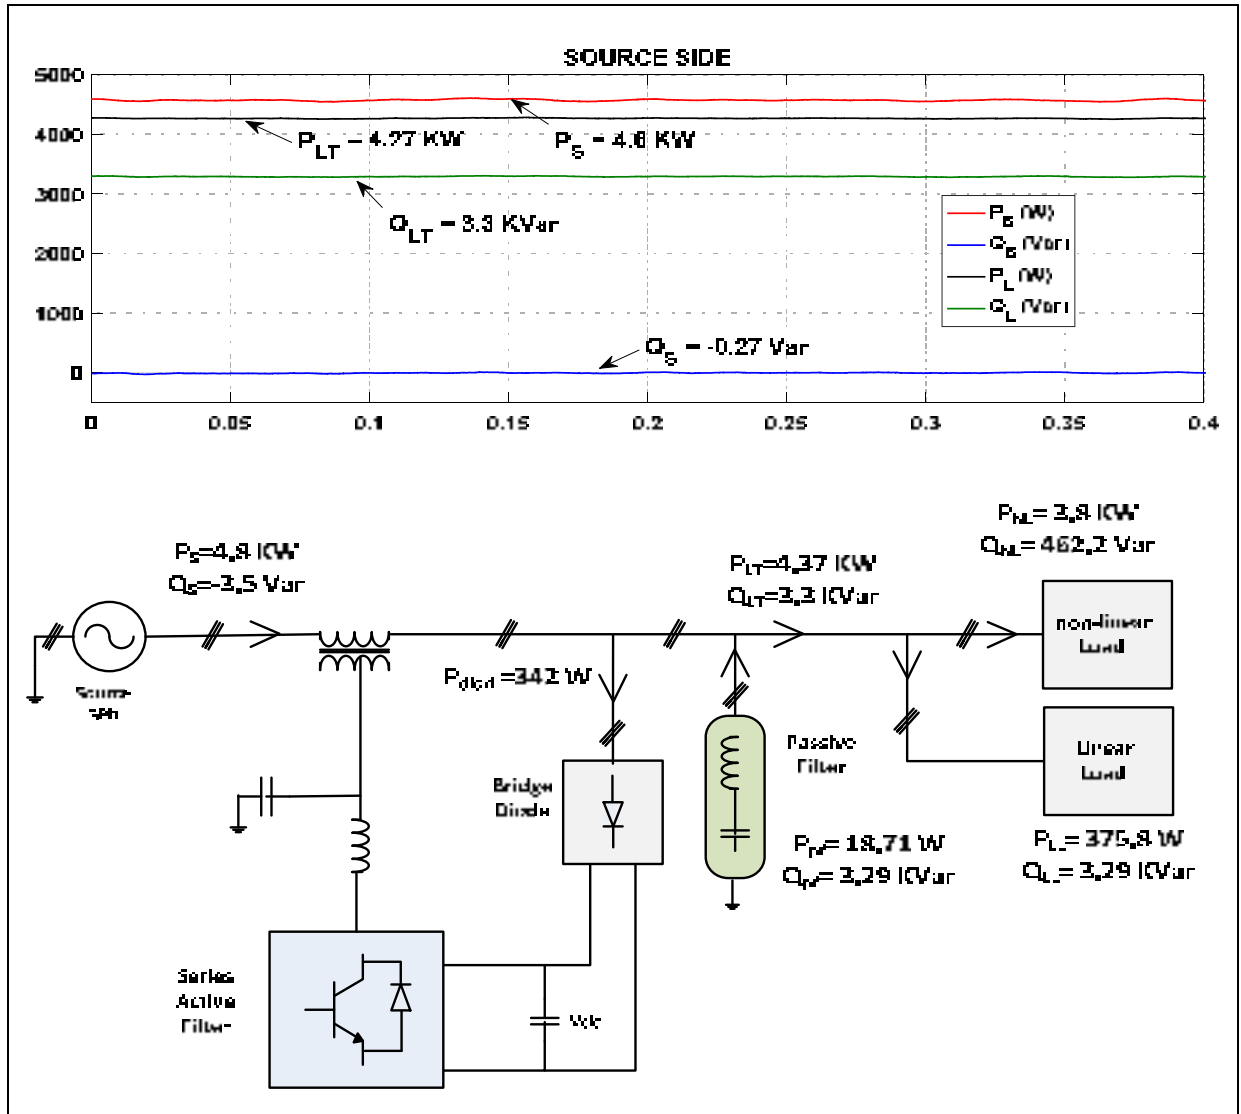 SOURCE SIDE
5000
4000
3000
2000
1000
0
P_LT = 4.27 KW
P_S = 4.6 KW
Q_LT = 3.3 KVar
Q_S = -0.27 Var
P_S (W)
Q_S (Var)
P_L (W)
Q_L (Var)
0 0.05 0.1 0.15 0.2 0.25 0.3 0.35 0.4
P_S=4,8 KW
Q_S=-3,5 Var
P_LT=4,37 KW
Q_LT=3,3 KVar
P_NL= 3,8 KW
Q_NL= 462,2 Var
non-linear
Load
Source
=342 W
Bridge
Diode
Passive
Filter
= 18,71 W
= 3,29 KVar
Linear
Load
= 375,8 W
= 3,29 KVar
Series
Active
Filter
Vdc